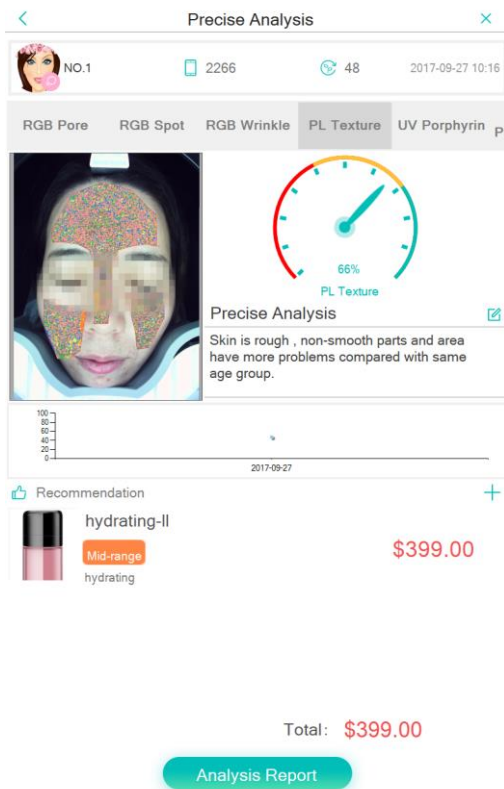 Precise Analysis
NO.1
2266
48
2017-09-27 10:16
RGB Pore
RGB Spot
RGB Wrinkle
PL Texture
UV Porphyrin
P
66%
PL Texture
Precise Analysis
Skin is rough , non-smooth parts and area
have more problems compared with same
age group.
100
80
60
40
20
0
2017-09-27
Recommendation
hydrating-II
Mid-range
$399.00
hydrating
Total: $399.00
Analysis Report